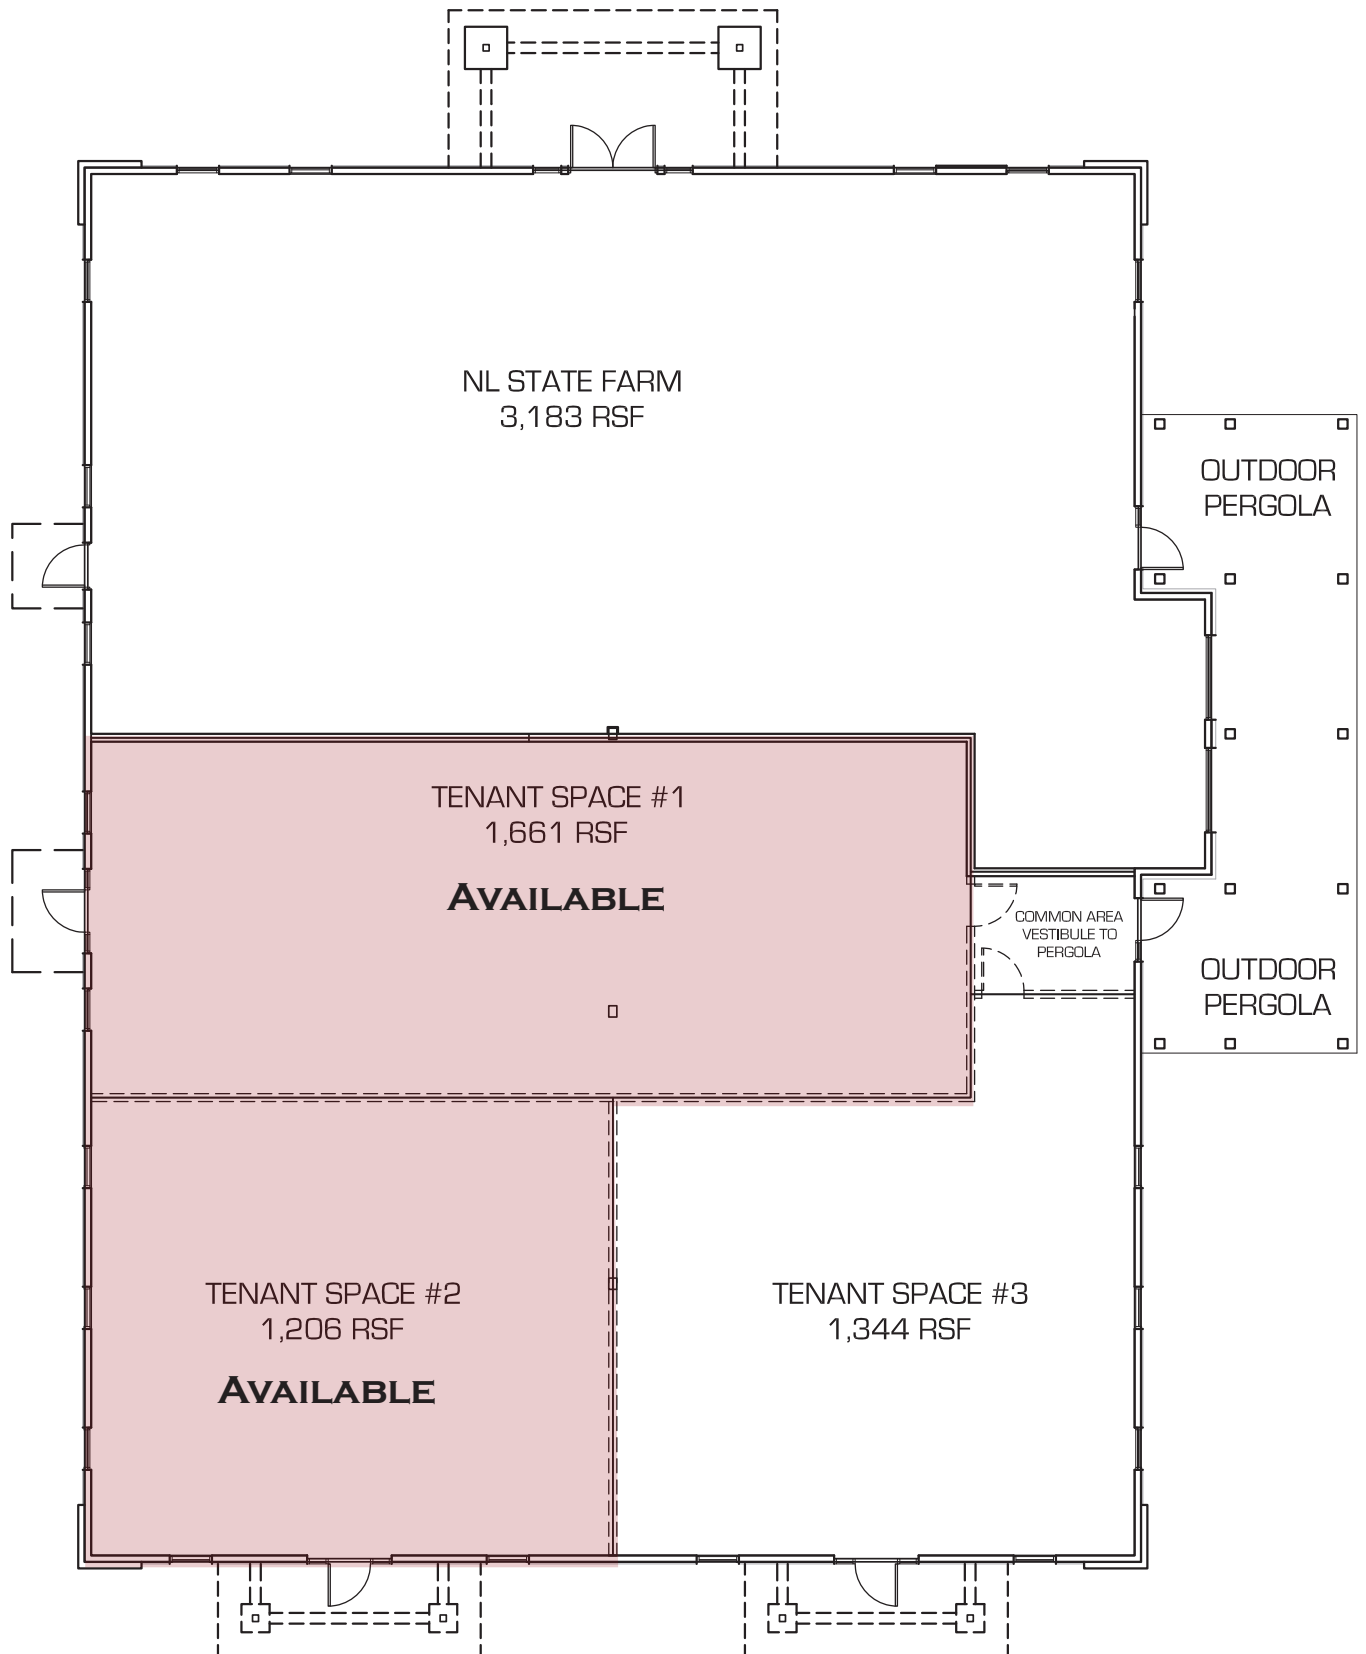 NL STATE FARM
3,183 RSF
OUTDOOR
PERGOLA
TENANT SPACE #1
1,661 RSF
AVAILABLE
COMMON AREA
VESTIBULE TO
PERGOLA
OUTDOOR
PERGOLA
TENANT SPACE #2
1,206 RSF
AVAILABLE
TENANT SPACE #3
1,344 RSF